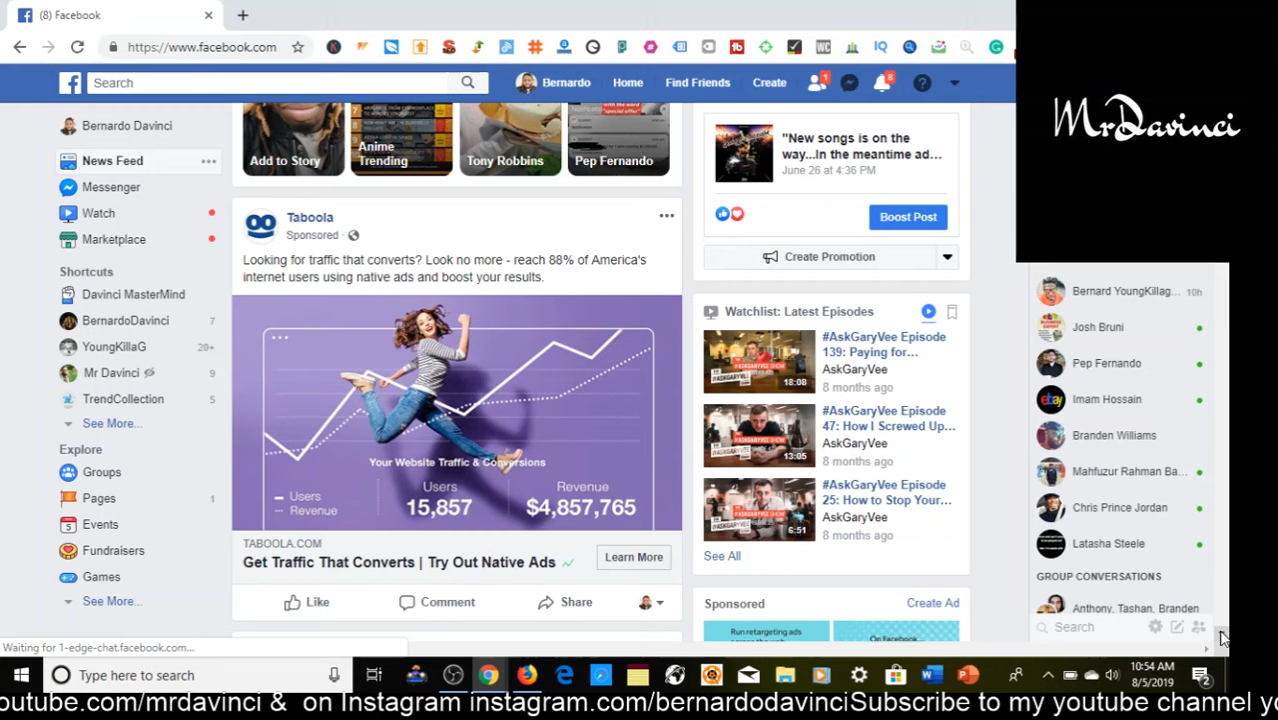 (8) Facebook
https://www.facebook.com
Search
Bernardo
Home
Find Friends
Create
1
8
MrDavinci
Bernardo Davinci
News Feed
Messenger
Watch
Marketplace
Shortcuts
Davinci MasterMind
BernardoDavinci 7
YoungKillaG 20+
Mr Davinci 9
TrendCollection 5
See More...
Explore
Groups
Pages 1
Events
Fundraisers
Games
See More...
Add to Story
Anime
Trending
Tony Robbins
Pep Fernando
Taboola
Sponsored
Looking for traffic that converts? Look no more - reach 88% of America's
internet users using native ads and boost your results.
Your Website Traffic & Conversions
Users
Revenue
Users
15,857
Revenue
$4,857,765
TABOOLA.COM
Get Traffic That Converts | Try Out Native Ads
Learn More
Like
Comment
Share
"New songs is on the
way...In the meantime ad...
June 26 at 4:36 PM
Boost Post
Create Promotion
Watchlist: Latest Episodes
#AskGaryVee Episode
139: Paying for...
AskGaryVee
8 months ago
18:08
#AskGaryVee Episode
47: How I Screwed Up...
AskGaryVee
8 months ago
13:05
#AskGaryVee Episode
25: How to Stop Your...
AskGaryVee
8 months ago
6:51
See All
Sponsored
Create Ad
Run retargeting ads
On Facebook
Bernard YoungKillag... 10h
Josh Bruni
Pep Fernando
Imam Hossain
Branden Williams
Mahfuzur Rahman Ba...
Chris Prince Jordan
Latasha Steele
GROUP CONVERSATIONS
Anthony, Tashan, Branden
Search
Waiting for 1-edge-chat.facebook.com...
Type here to search
10:54 AM
8/5/2019
2
outube.com/mrdavinci & on Instagram instagram.com/bernardodavinciSubscribe to my youtube channel yo